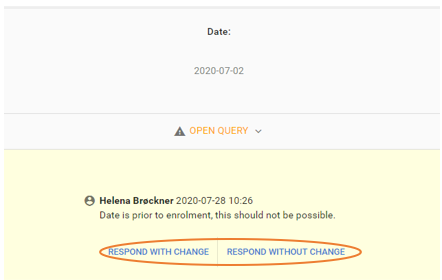 Date:
2020-07-02
OPEN QUERY
Helena Brøckner 2020-07-28 10:26
Date is prior to enrolment, this should not be possible.
RESPOND WITH CHANGE RESPOND WITHOUT CHANGE